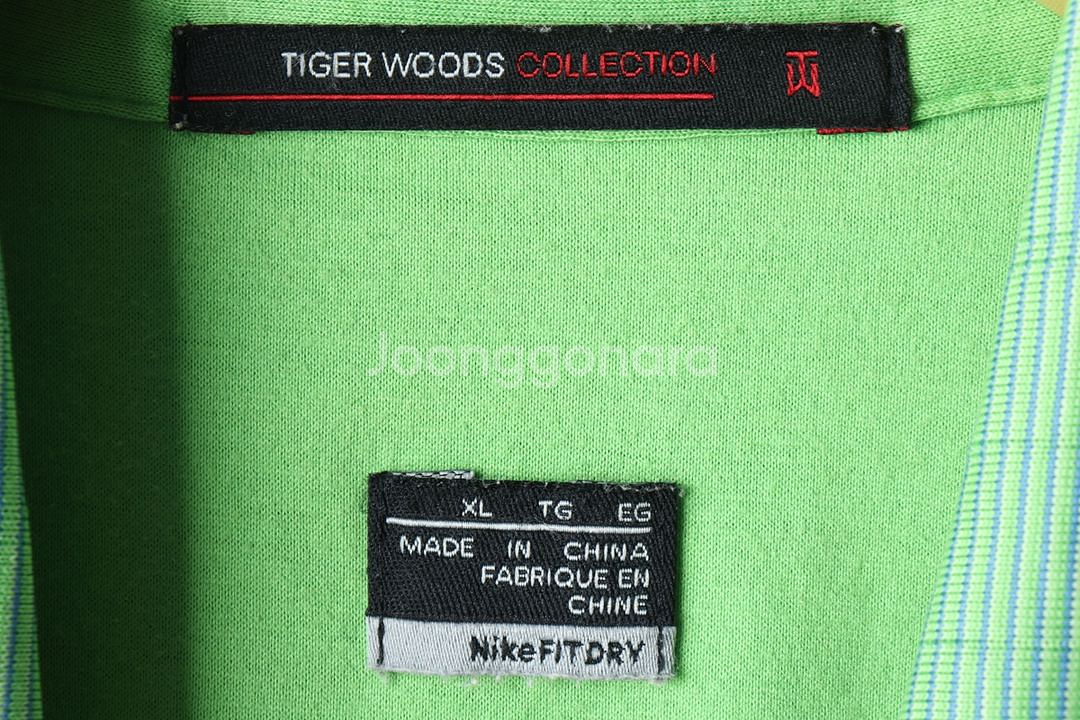 TIGER WOODS COLLECTION TW
Joonggonara
XL TG EG
MADE IN CHINA
FABRIQUE EN
CHINE
NikeFITDRY